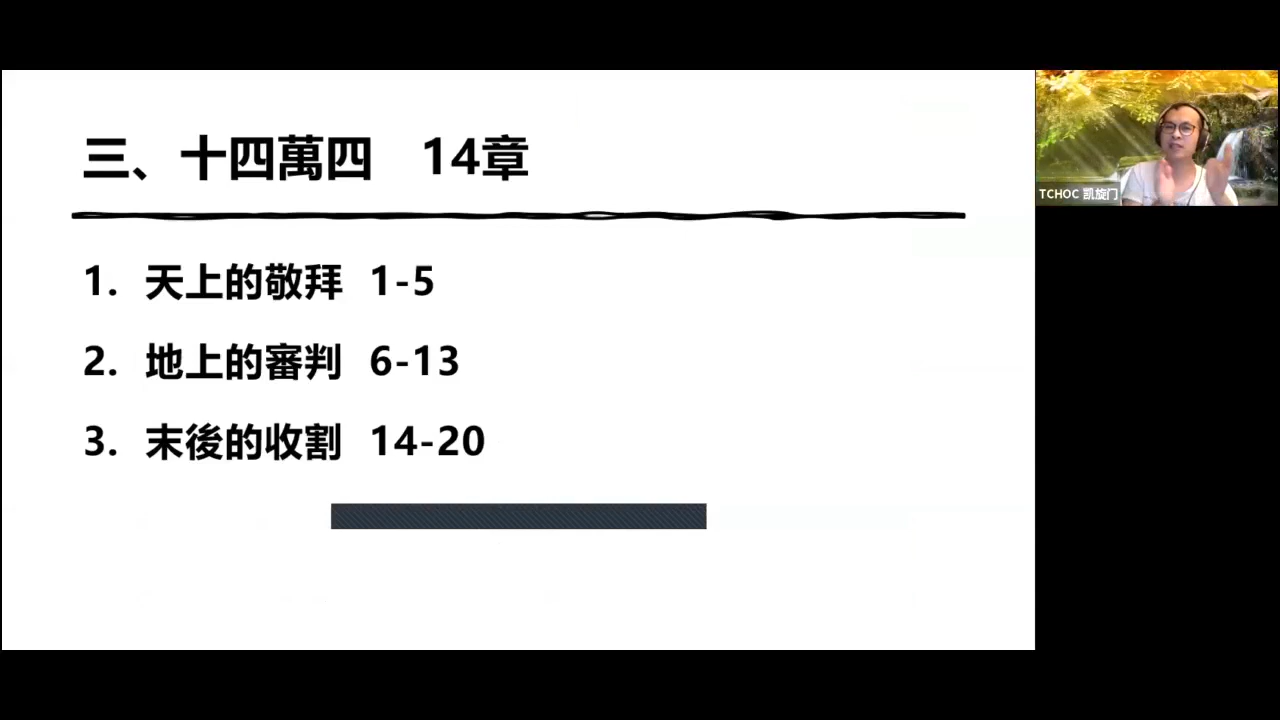 三、十四萬四 14章
1. 天上的敬拜 1-5
2. 地上的審判 6-13
3. 末後的收割 14-20
TCHOC 凯旋门